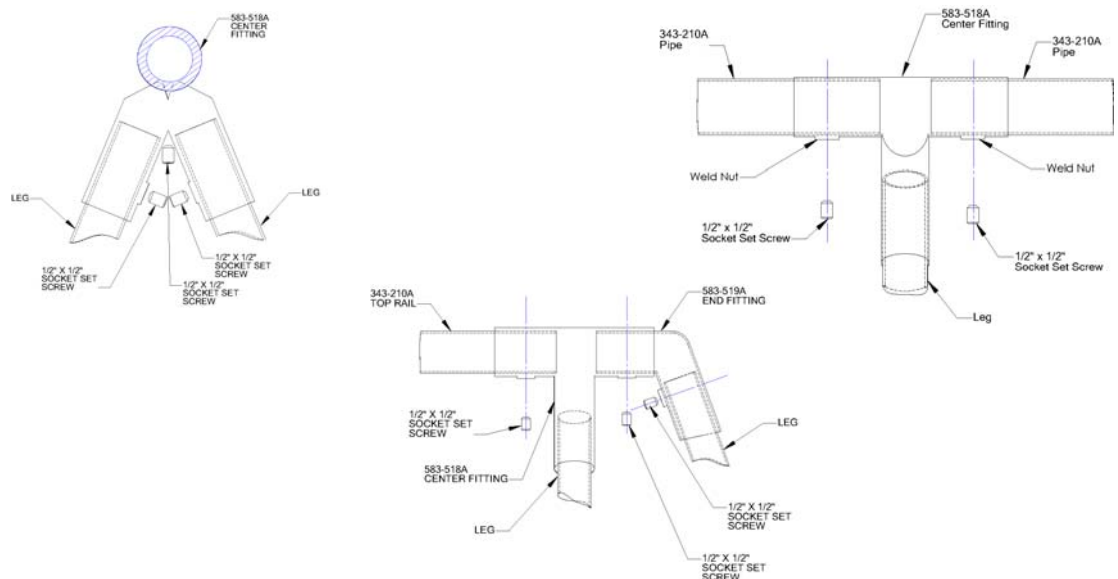 583-518A
CENTER
FITTING
LEG
LEG
1/2" X 1/2"
SOCKET SET
SCREW
1/2" X 1/2"
SOCKET SET
SCREW
1/2" X 1/2"
SOCKET SET
SCREW
583-518A
Center Fitting
343-210A
Pipe
343-210A
Pipe
Weld Nut
Weld Nut
1/2" x 1/2"
Socket Set Screw
1/2" x 1/2"
Socket Set Screw
Leg
343-210A
TOP RAIL
583-519A
END FITTING
1/2" X 1/2"
SOCKET SET
SCREW
583-518A
CENTER FITTING
LEG
LEG
1/2" X 1/2"
SOCKET SET
SCREW
1/2" X 1/2"
SOCKET SET
SCREW